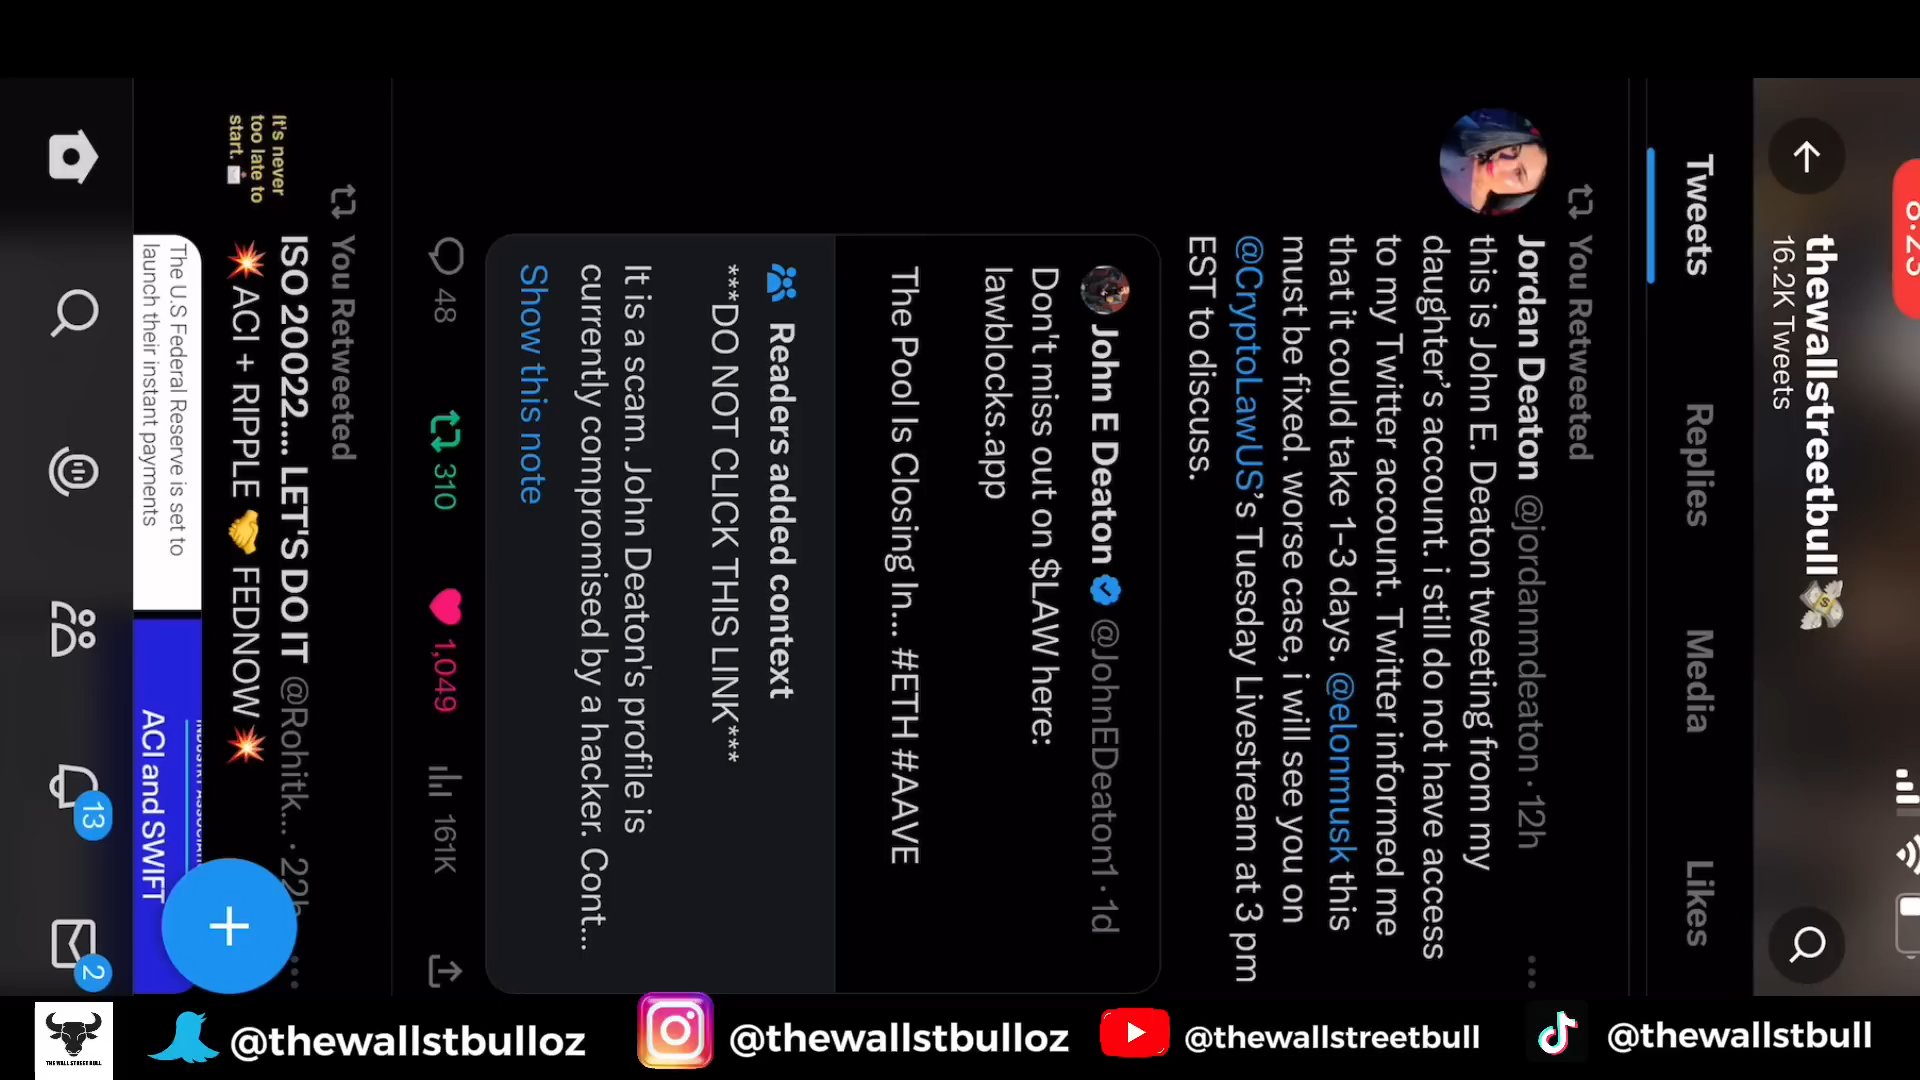 8:23
thewallstreetbull💸
16.2K Tweets
Tweets Replies Media Likes
You Retweeted
Jordan Deaton @jordanmdeaton · 12h
this is John E. Deaton tweeting from my
daughter's account. i still do not have access
to my Twitter account. Twitter informed me
that it could take 1-3 days. @elonmusk this
must be fixed. worse case, i will see you on
@CryptoLawUS's Tuesday Livestream at 3 pm
EST to discuss.
John E Deaton @JohnEDeaton1 · 1d
Don't miss out on $LAW here:
lawblocks.app
The Pool Is Closing In... #ETH #AAVE
Readers added context
***DO NOT CLICK THIS LINK***
It is a scam. John Deaton's profile is
currently compromised by a hacker. Cont...
Show this note
48 310 1,049 161K
You Retweeted
It's never
too late to
start.
ISO 20022.... LET'S DO IT @Rohitk... · 22h
💥 ACI + RIPPLE 🤝 FEDNOW 💥
The U.S Federal Reserve is set to
launch their instant payments
ACI and SWIFT
13
2
THE WALL STREET BULL
@thewallstbulloz
@thewallstbulloz
@thewallstreetbull
@thewallstbull